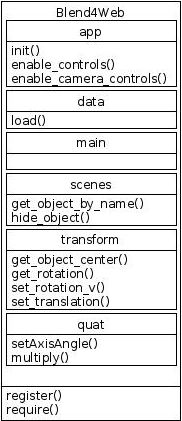 Blend4Web
app
init()
enable_controls()
enable_camera_controls()
data
load()
main
scenes
get_object_by_name()
hide_object()
transform
get_object_center()
get_rotation()
set_rotation_v()
set_translation()
quat
setAxisAngle()
multiply()
register()
require()